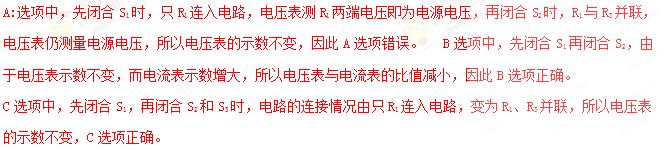 A:选项中，先闭合 S₁时，只 R₁连入电路，电压表测 R₁两端电压即为电源电压，再闭合 S₂时，R₁与 R₃并联，
电压表仍测量电源电压，所以电压表的示数不变，因此 A 选项错误。 B 选项中，先闭合 S₁再闭合 S₂，由
于电压表示数不变，而电流表示数增大，所以电压表与电流表的比值减小，因此 B 选项正确。
C 选项中，先闭合 S₁，再闭合 S₂和 S₃时，电路的连接情况由只 R₁连入电路，变为 R₁、R₃并联，所以电压表
的示数不变，C 选项正确。